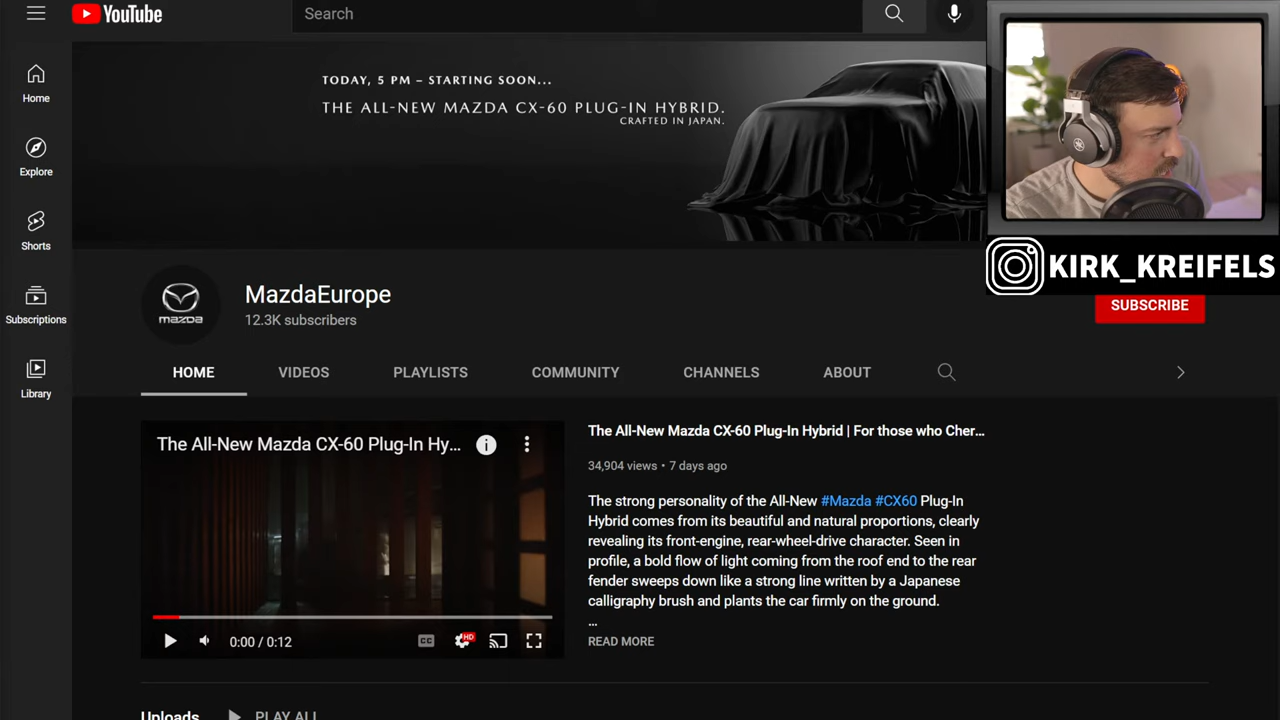 YouTube
Search
Home
Explore
Shorts
Subscriptions
Library
TODAY, 5 PM – STARTING SOON...
THE ALL-NEW MAZDA CX-60 PLUG-IN HYBRID.
CRAFTED IN JAPAN.
KIRK_KREIFELS
mazda
MazdaEurope
12.3K subscribers
SUBSCRIBE
HOME
VIDEOS
PLAYLISTS
COMMUNITY
CHANNELS
ABOUT
The All-New Mazda CX-60 Plug-In Hy...
0:00 / 0:12
CC
HD
The All-New Mazda CX-60 Plug-In Hybrid | For those who Cher...
34,904 views • 7 days ago
The strong personality of the All-New #Mazda #CX60 Plug-In
Hybrid comes from its beautiful and natural proportions, clearly
revealing its front-engine, rear-wheel-drive character. Seen in
profile, a bold flow of light coming from the roof end to the rear
fender sweeps down like a strong line written by a Japanese
calligraphy brush and plants the car firmly on the ground.
...
READ MORE
Uploads
PLAY ALL